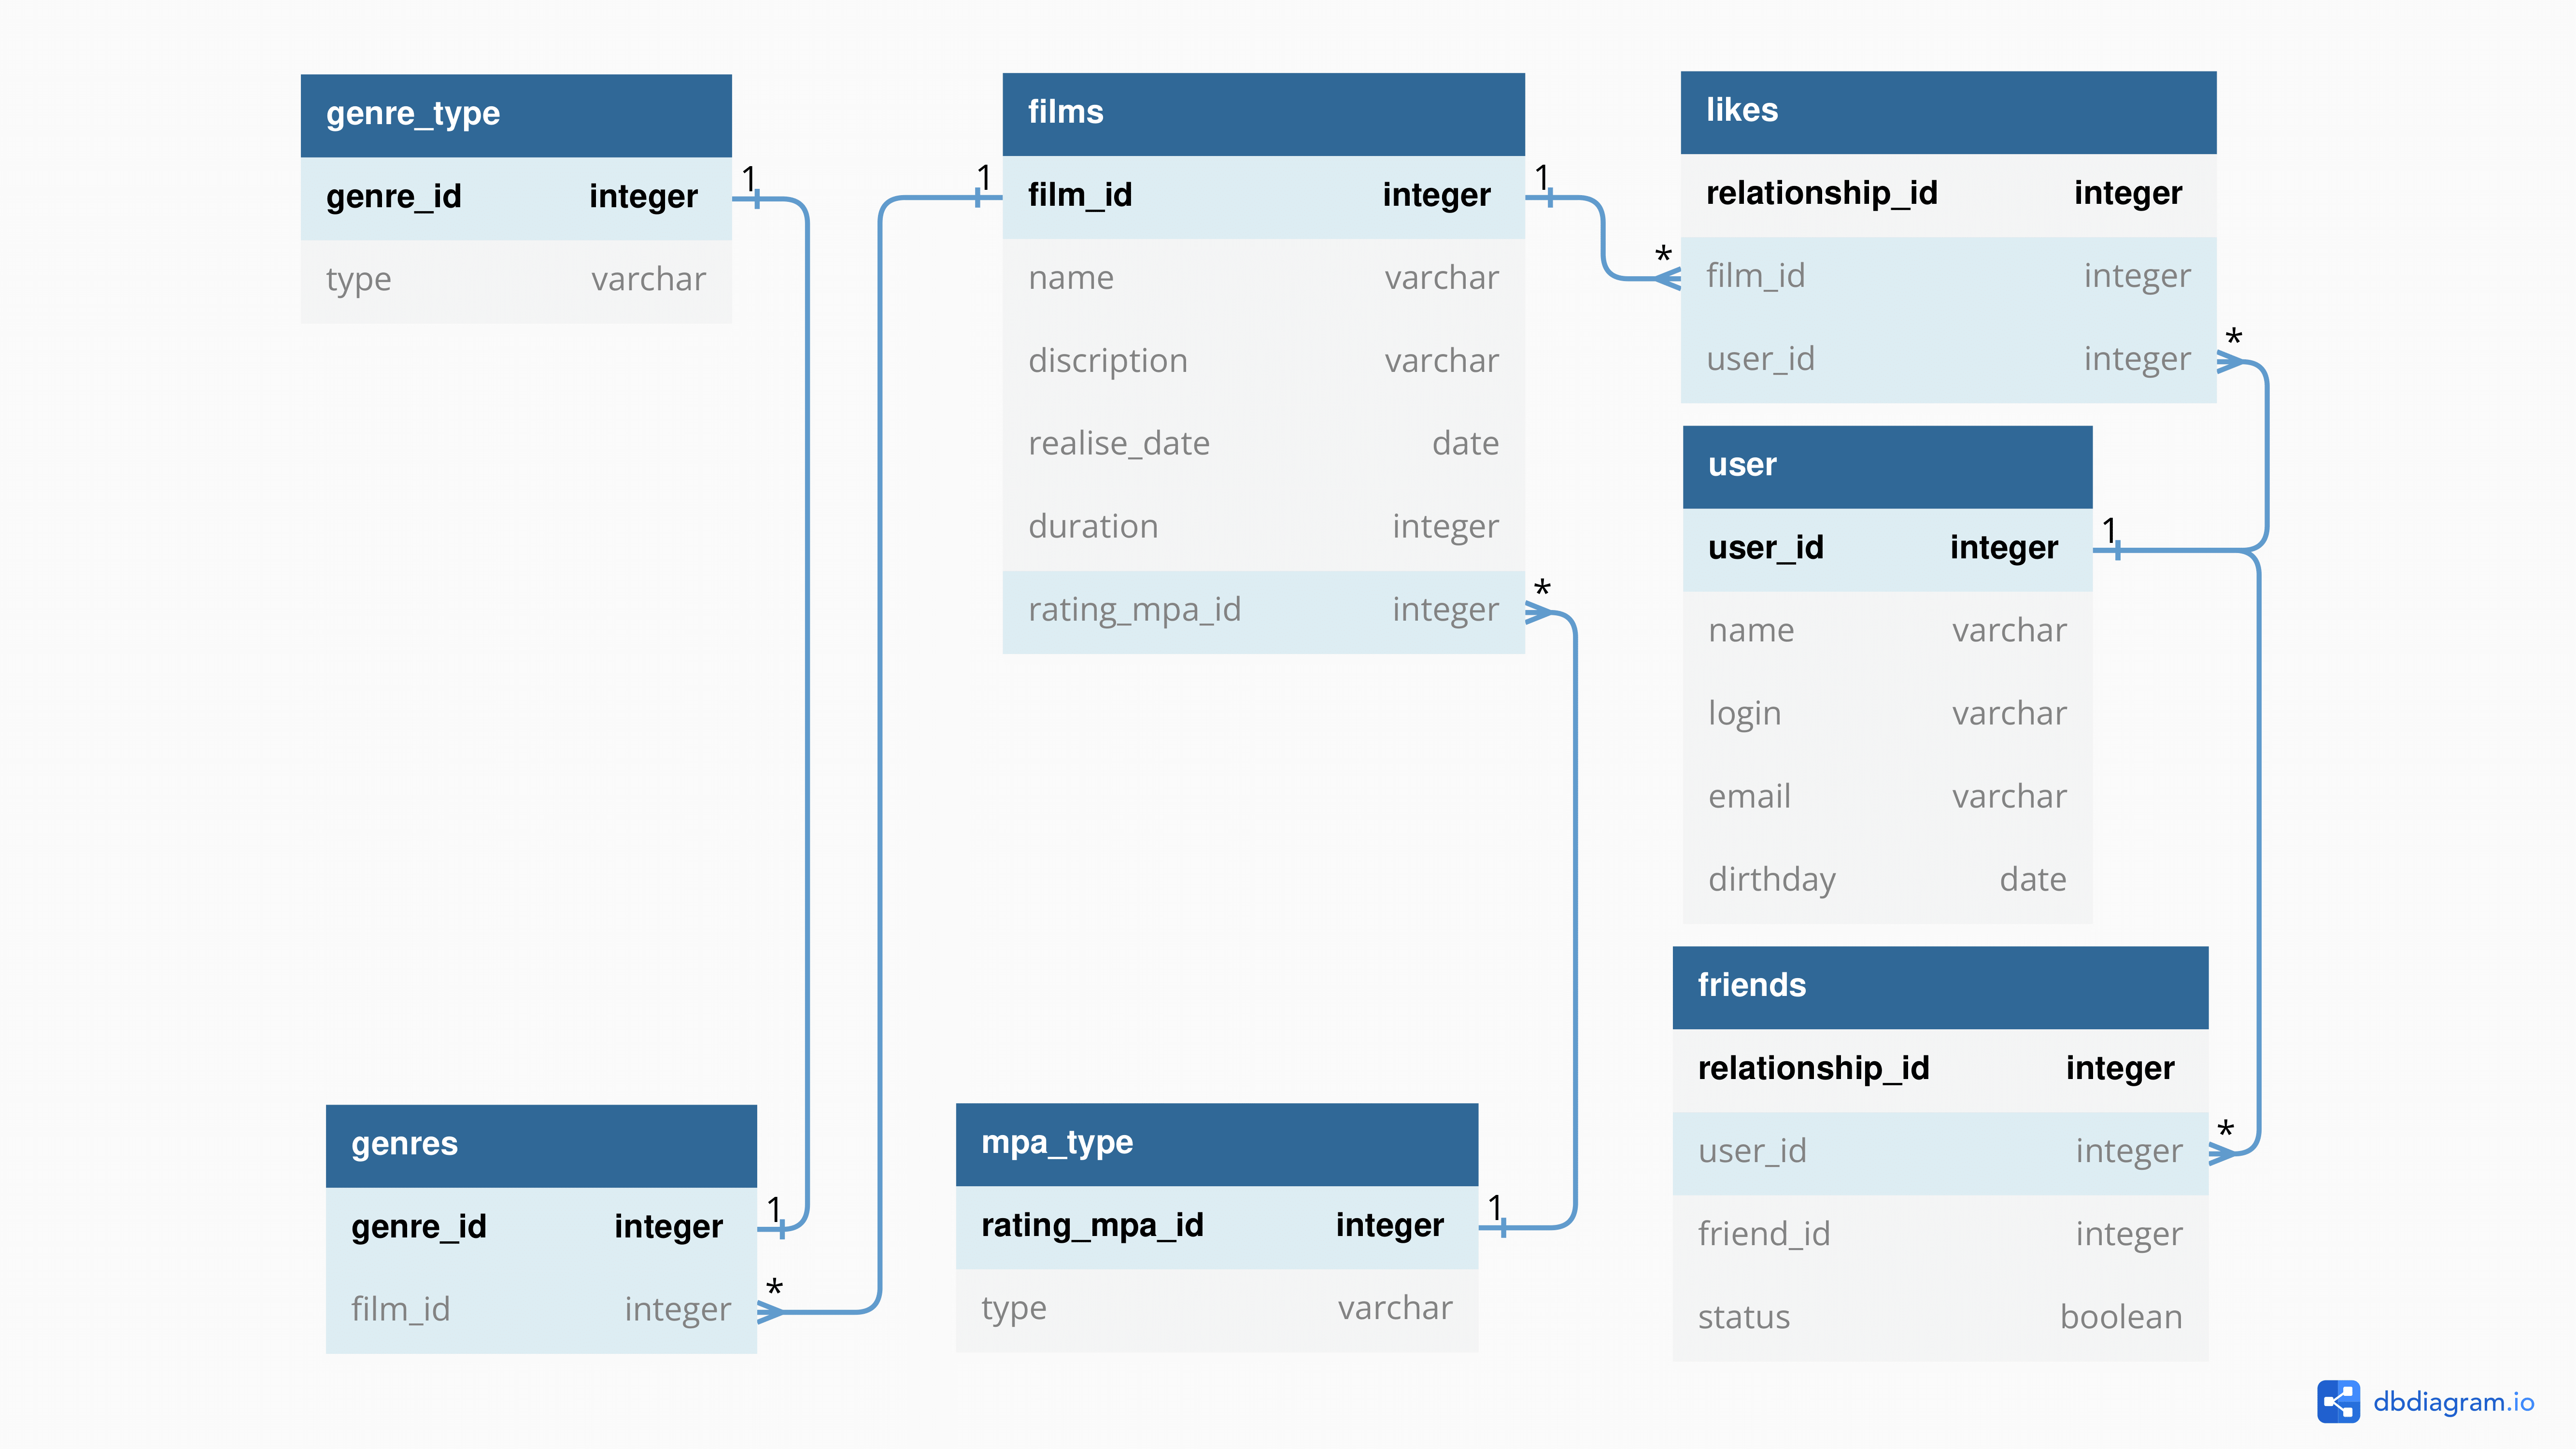 genre_type
genre_id integer
type varchar
films
film_id integer
name varchar
discription varchar
realise_date date
duration integer
rating_mpa_id integer
likes
relationship_id integer
film_id integer
user_id integer
user
user_id integer
name varchar
login varchar
email varchar
dirthday date
genres
genre_id integer
film_id integer
mpa_type
rating_mpa_id integer
type varchar
friends
relationship_id integer
user_id integer
friend_id integer
status boolean
1
1
1
*
*
1
*
1
*
1
*
dbdiagram.io